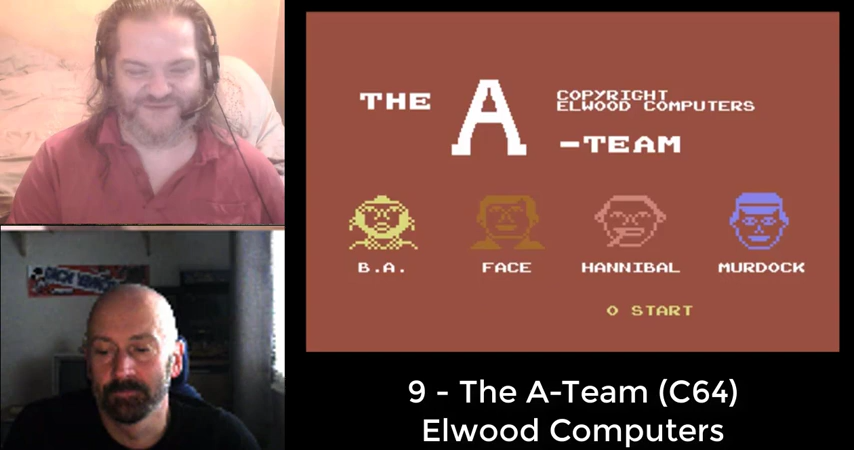 THE A -TEAM
COPYRIGHT
ELWOOD COMPUTERS
B.A. FACE HANNIBAL MURDOCK
0 START
9 - The A-Team (C64)
Elwood Computers